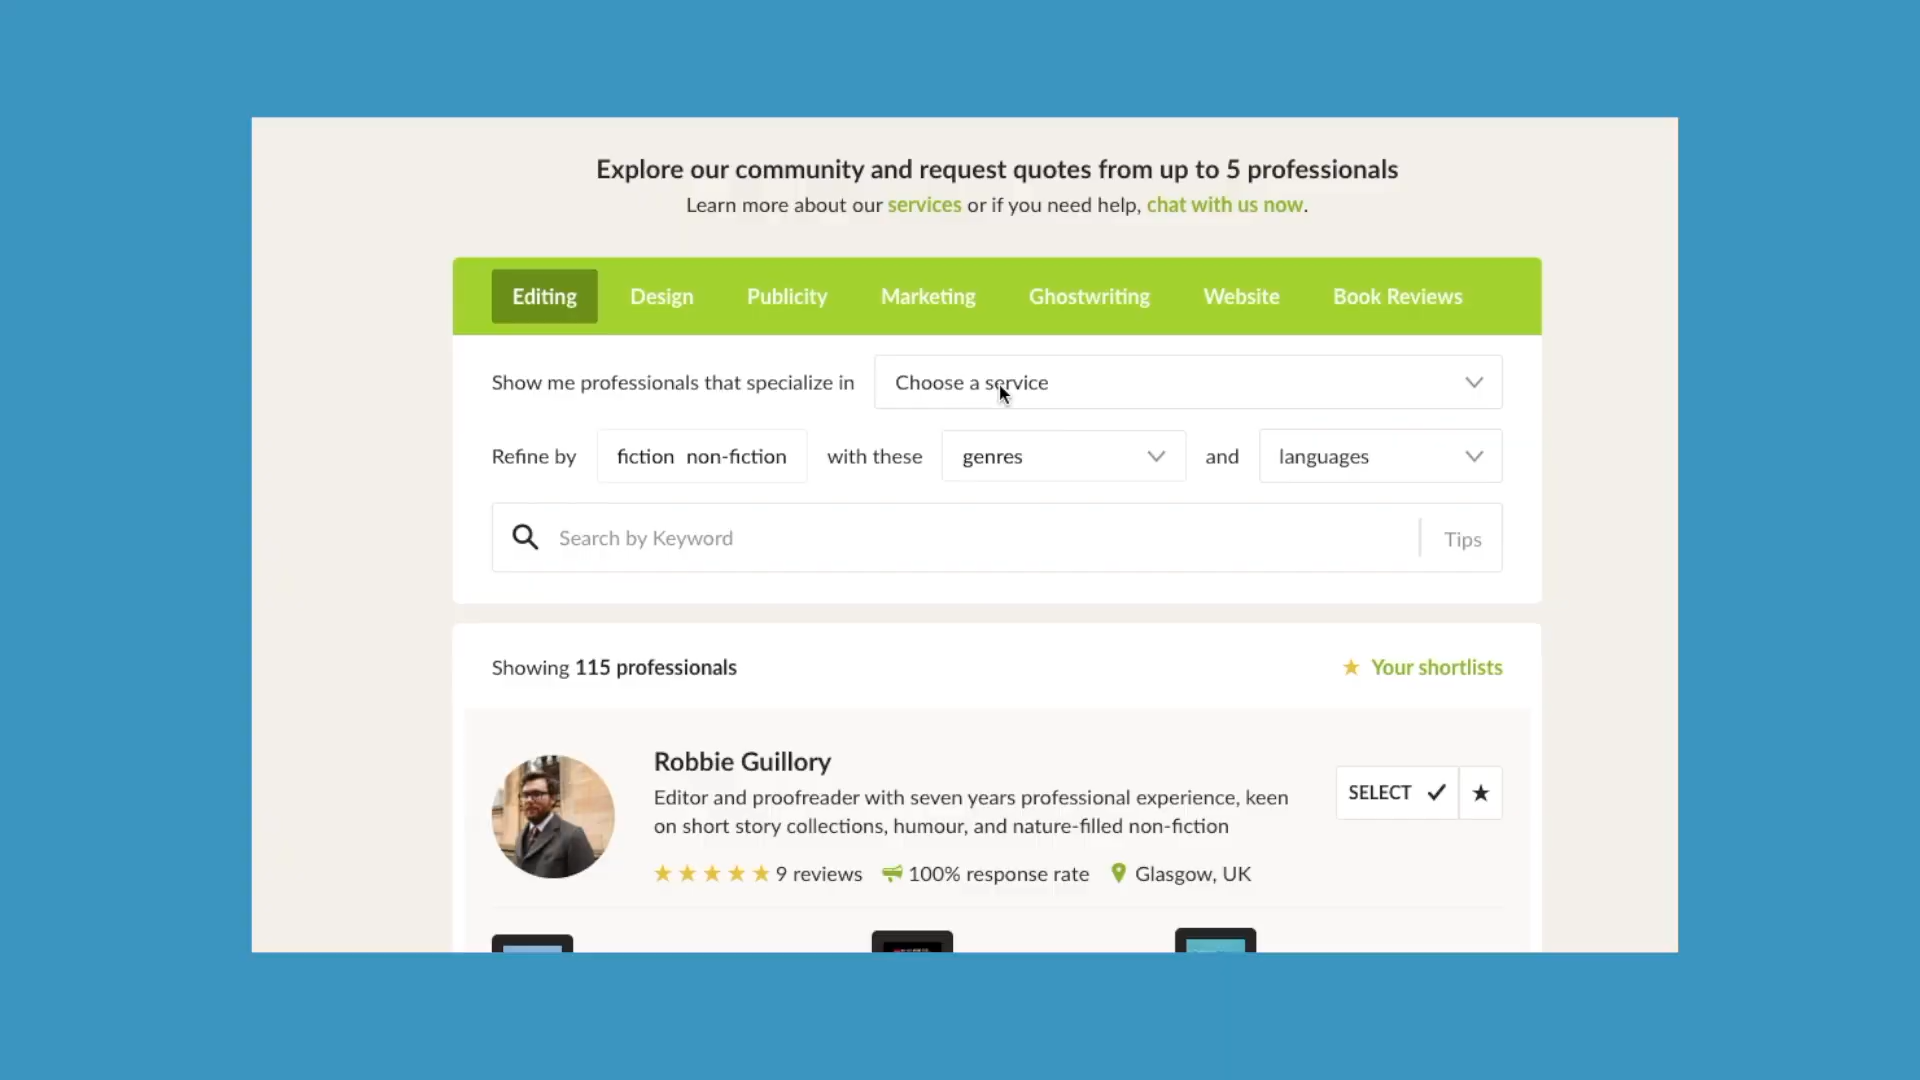 Explore our community and request quotes from up to 5 professionals
Learn more about our services or if you need help, chat with us now.
Editing Design Publicity Marketing Ghostwriting Website Book Reviews
Show me professionals that specialize in Choose a service
Refine by fiction non-fiction with these genres and languages
Search by Keyword Tips
Showing 115 professionals Your shortlists
Robbie Guillory
Editor and proofreader with seven years professional experience, keen
on short story collections, humour, and nature-filled non-fiction
SELECT
9 reviews 100% response rate Glasgow, UK